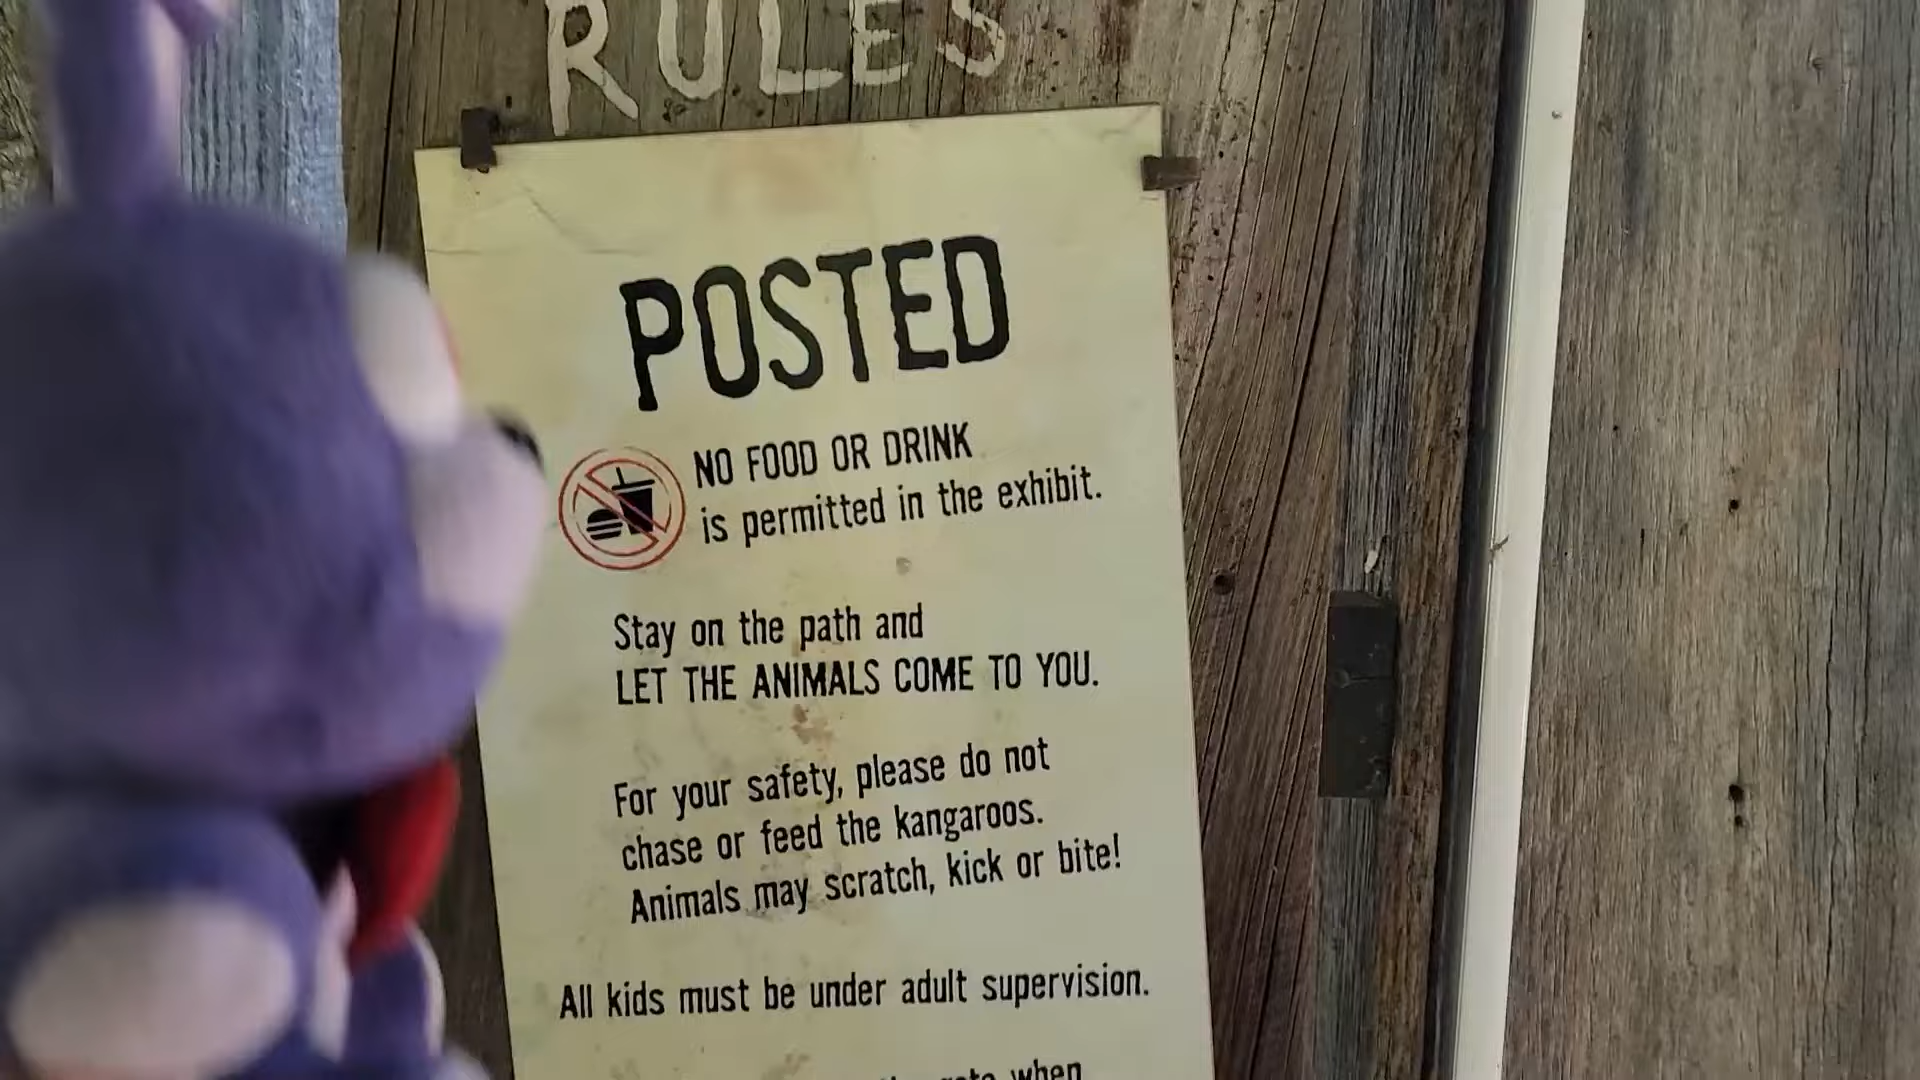 RULES
POSTED
NO FOOD OR DRINK
is permitted in the exhibit.
Stay on the path and
LET THE ANIMALS COME TO YOU.
For your safety, please do not
chase or feed the kangaroos.
Animals may scratch, kick or bite!
All kids must be under adult supervision.
when